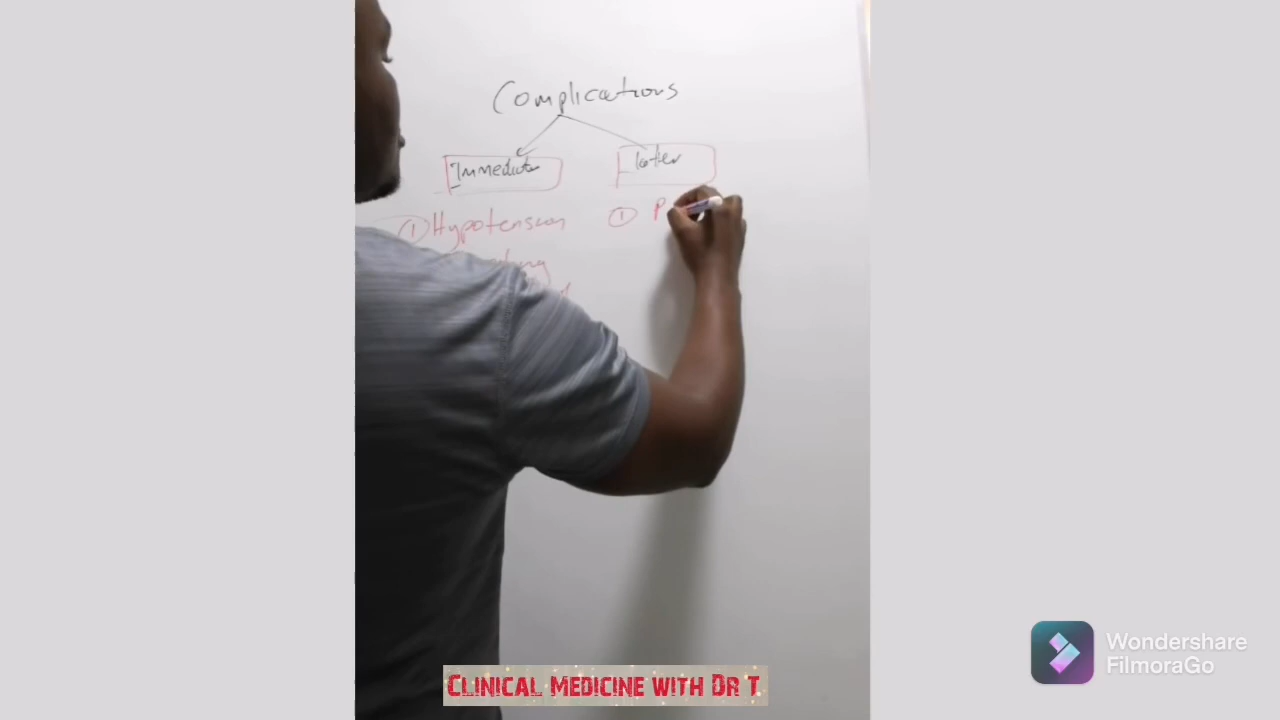 Complications
Immediate later
① Hypotension ① P
Wondershare
FilmoraGo
CLINICAL MEDICINE WITH DR T